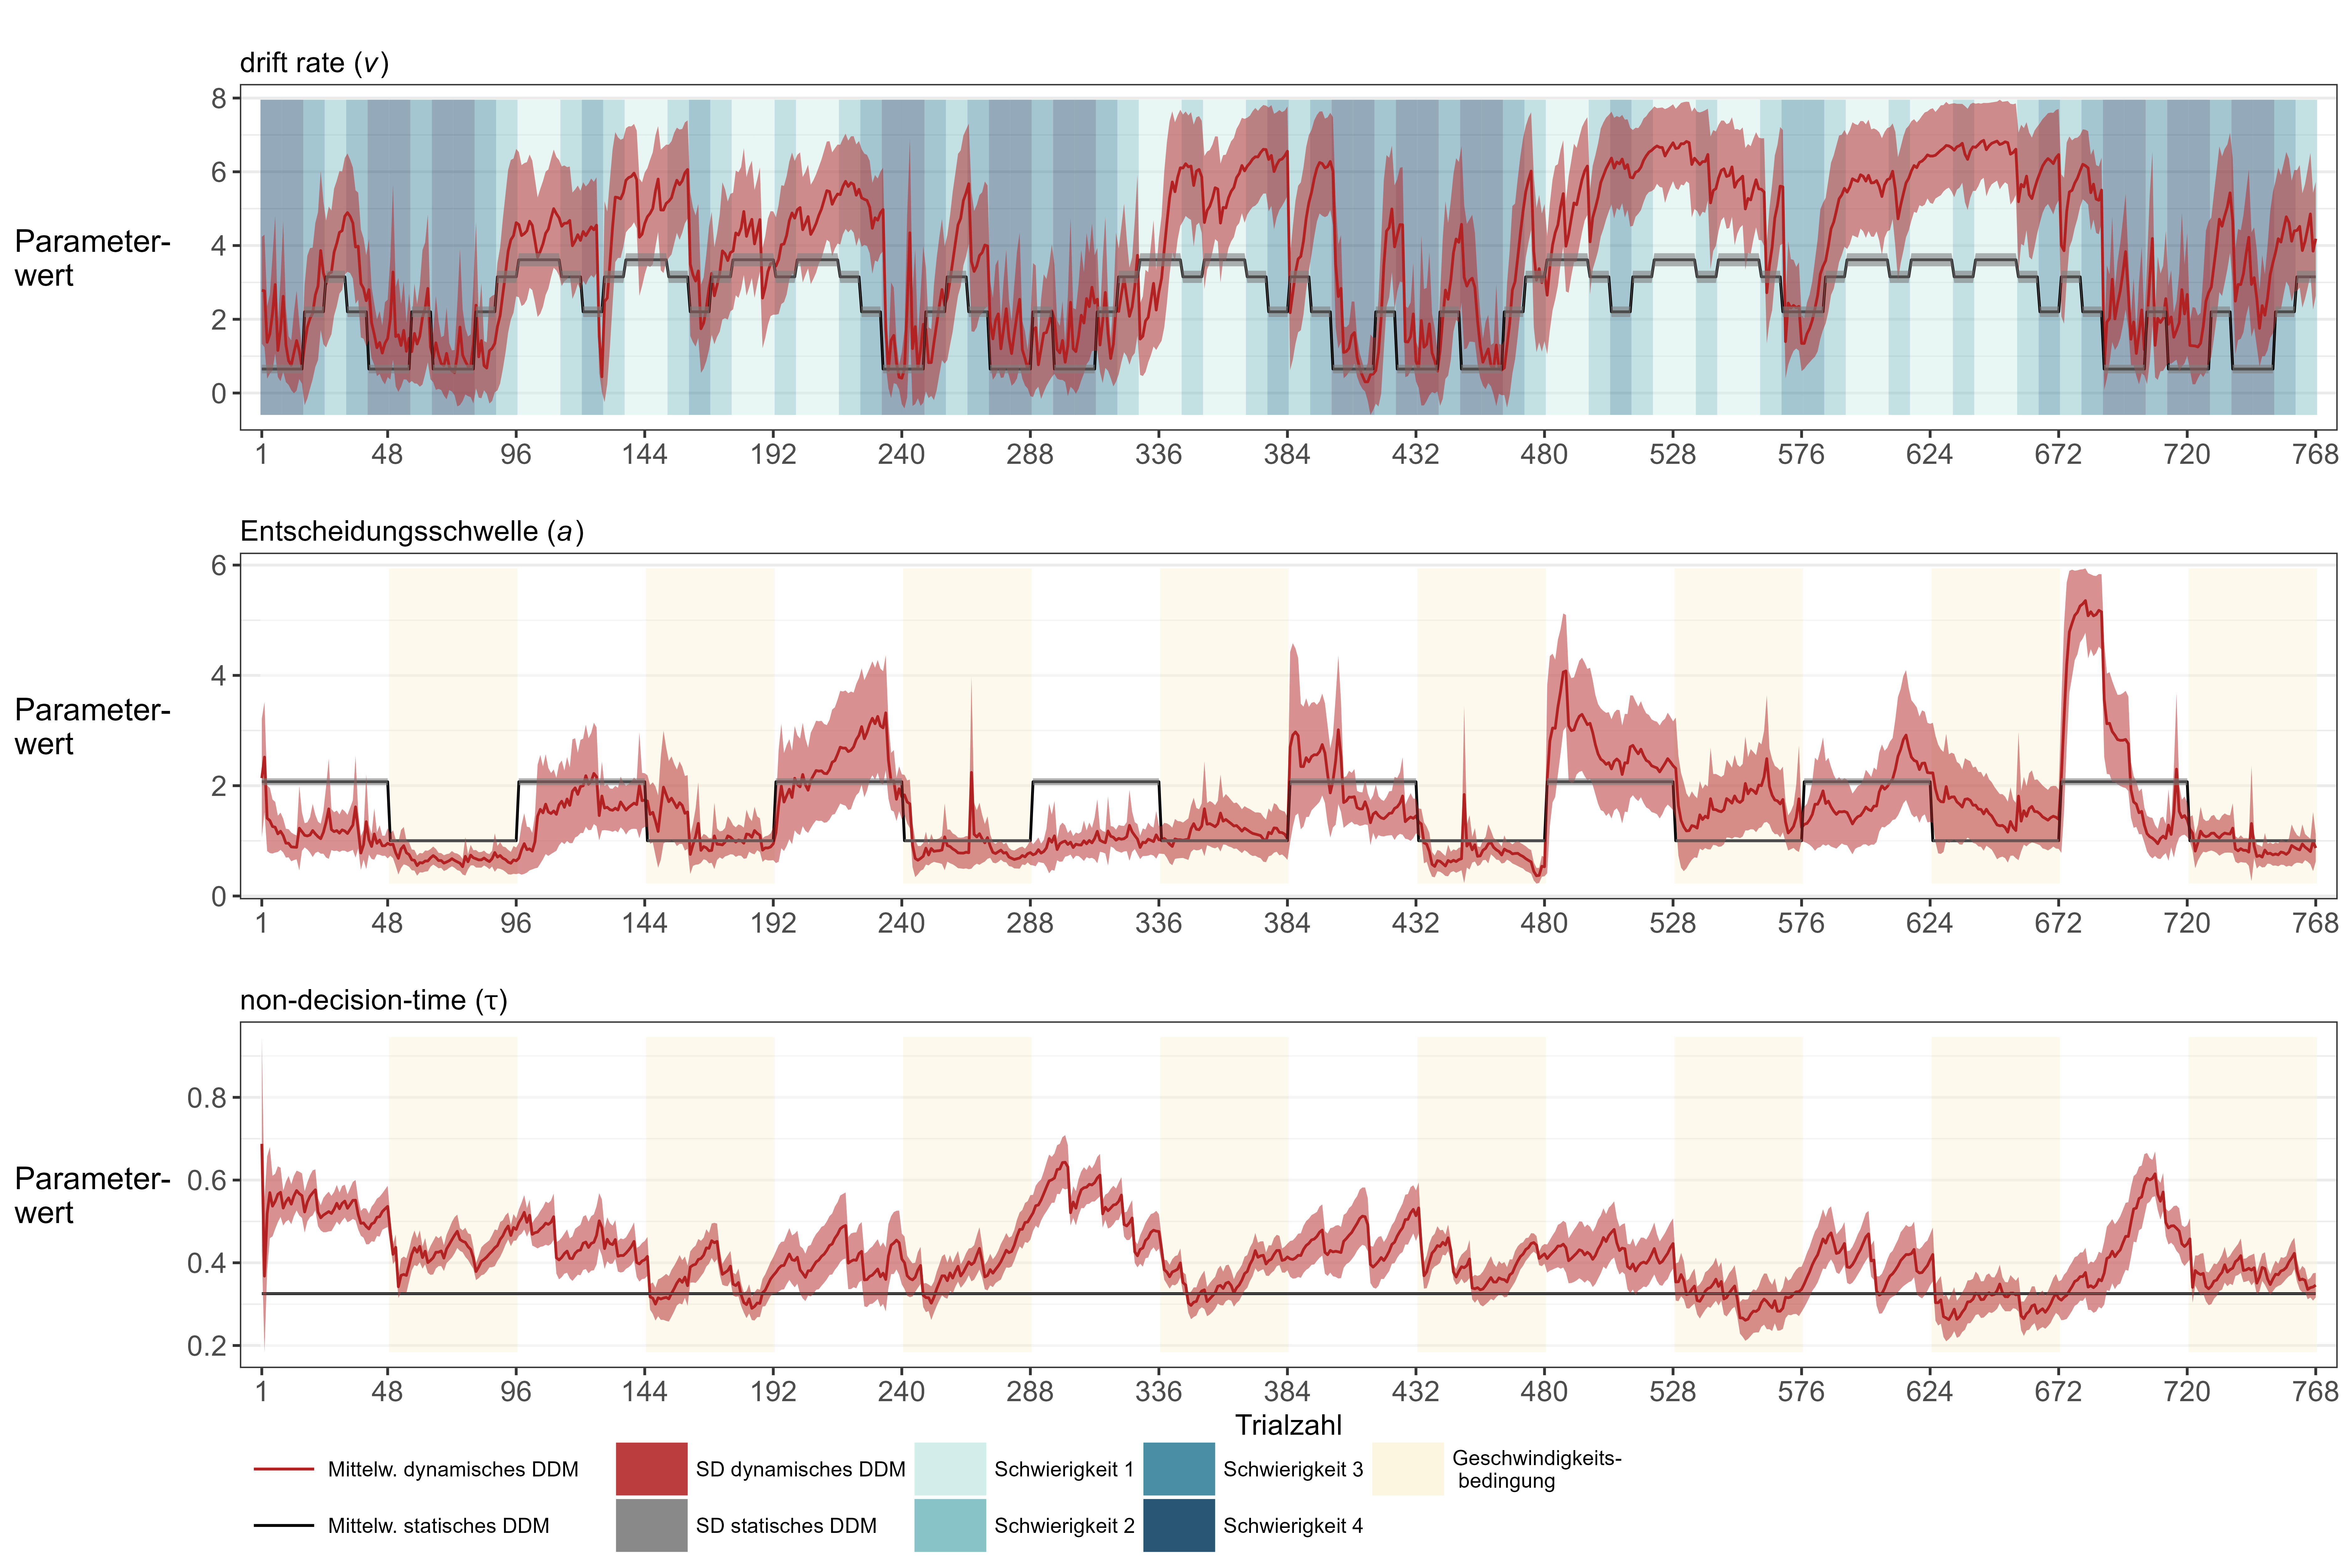 drift rate (v)
8
6
4
2
0
Parameter-
wert
1 48 96 144 192 240 288 336 384 432 480 528 576 624 672 720 768
Entscheidungsschwelle (a)
6
4
2
0
Parameter-
wert
1 48 96 144 192 240 288 336 384 432 480 528 576 624 672 720 768
non-decision-time (τ)
0.8
0.6
0.4
0.2
Parameter-
wert
1 48 96 144 192 240 288 336 384 432 480 528 576 624 672 720 768
Trialzahl
Mittelw. dynamisches DDM
Mittelw. statisches DDM
SD dynamisches DDM
SD statisches DDM
Schwierigkeit 1
Schwierigkeit 2
Schwierigkeit 3
Schwierigkeit 4
Geschwindigkeits-
bedingung